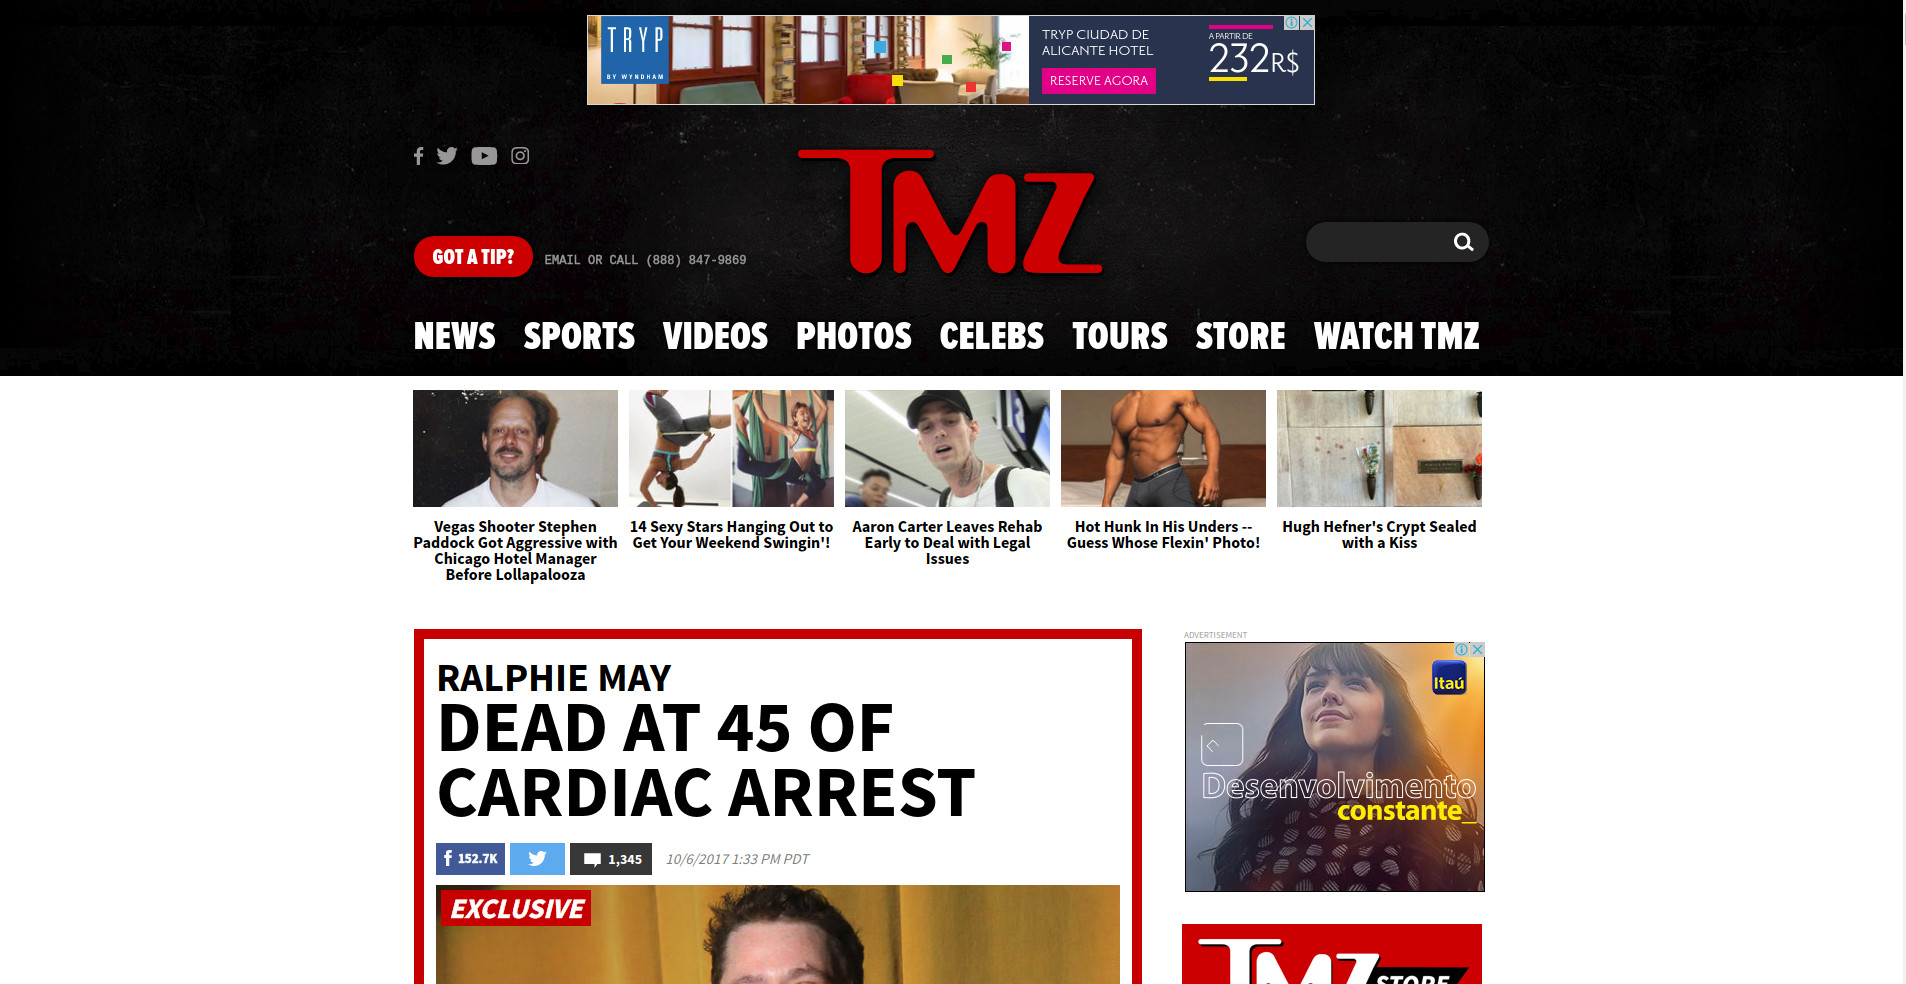 TRYP
BY WYNDHAM
TRYP CIUDAD DE
ALICANTE HOTEL
RESERVE AGORA
A PARTIR DE
232R$
TMZ
GOT A TIP?
EMAIL OR CALL (888) 847-9869
NEWS SPORTS VIDEOS PHOTOS CELEBS TOURS STORE WATCH TMZ
Vegas Shooter Stephen
Paddock Got Aggressive with
Chicago Hotel Manager
Before Lollapalooza
14 Sexy Stars Hanging Out to
Get Your Weekend Swingin'!
Aaron Carter Leaves Rehab
Early to Deal with Legal
Issues
Hot Hunk In His Unders --
Guess Whose Flexin' Photo!
Hugh Hefner's Crypt Sealed
with a Kiss
RALPHIE MAY
DEAD AT 45 OF
CARDIAC ARREST
152.7K
1,345
10/6/2017 1:33 PM PDT
EXCLUSIVE
ADVERTISEMENT
Itaú
Desenvolvimento
constante_
TMZ STORE